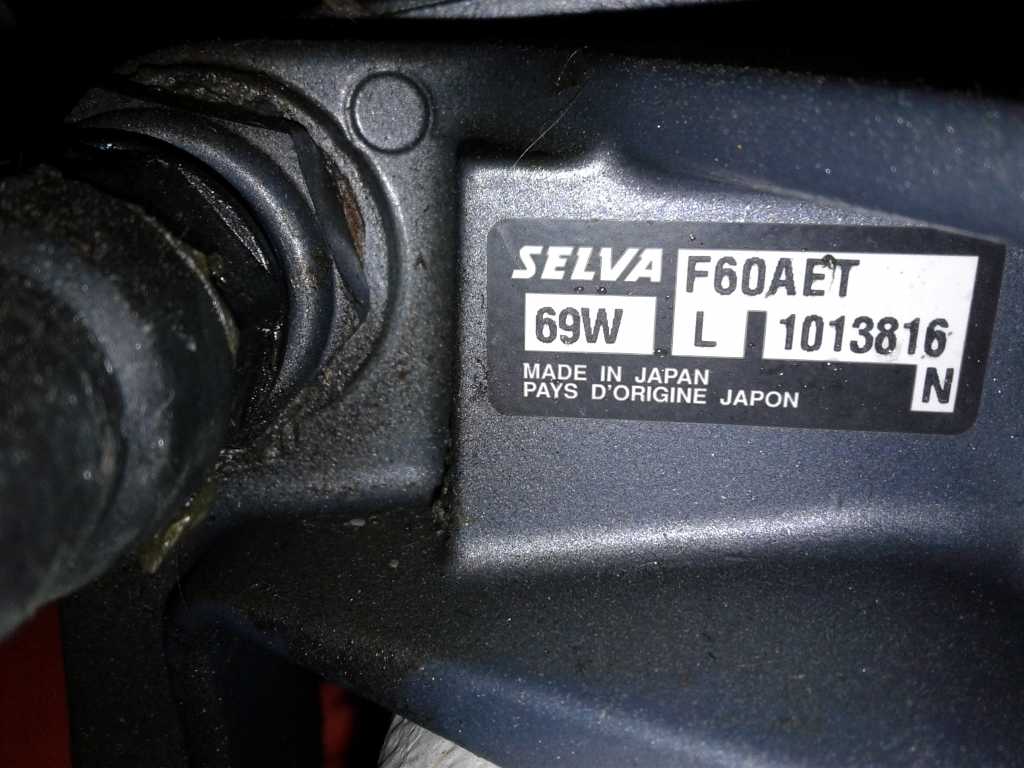 SELVA F60AET
69W L 1013816
MADE IN JAPAN N
PAYS D'ORIGINE JAPON